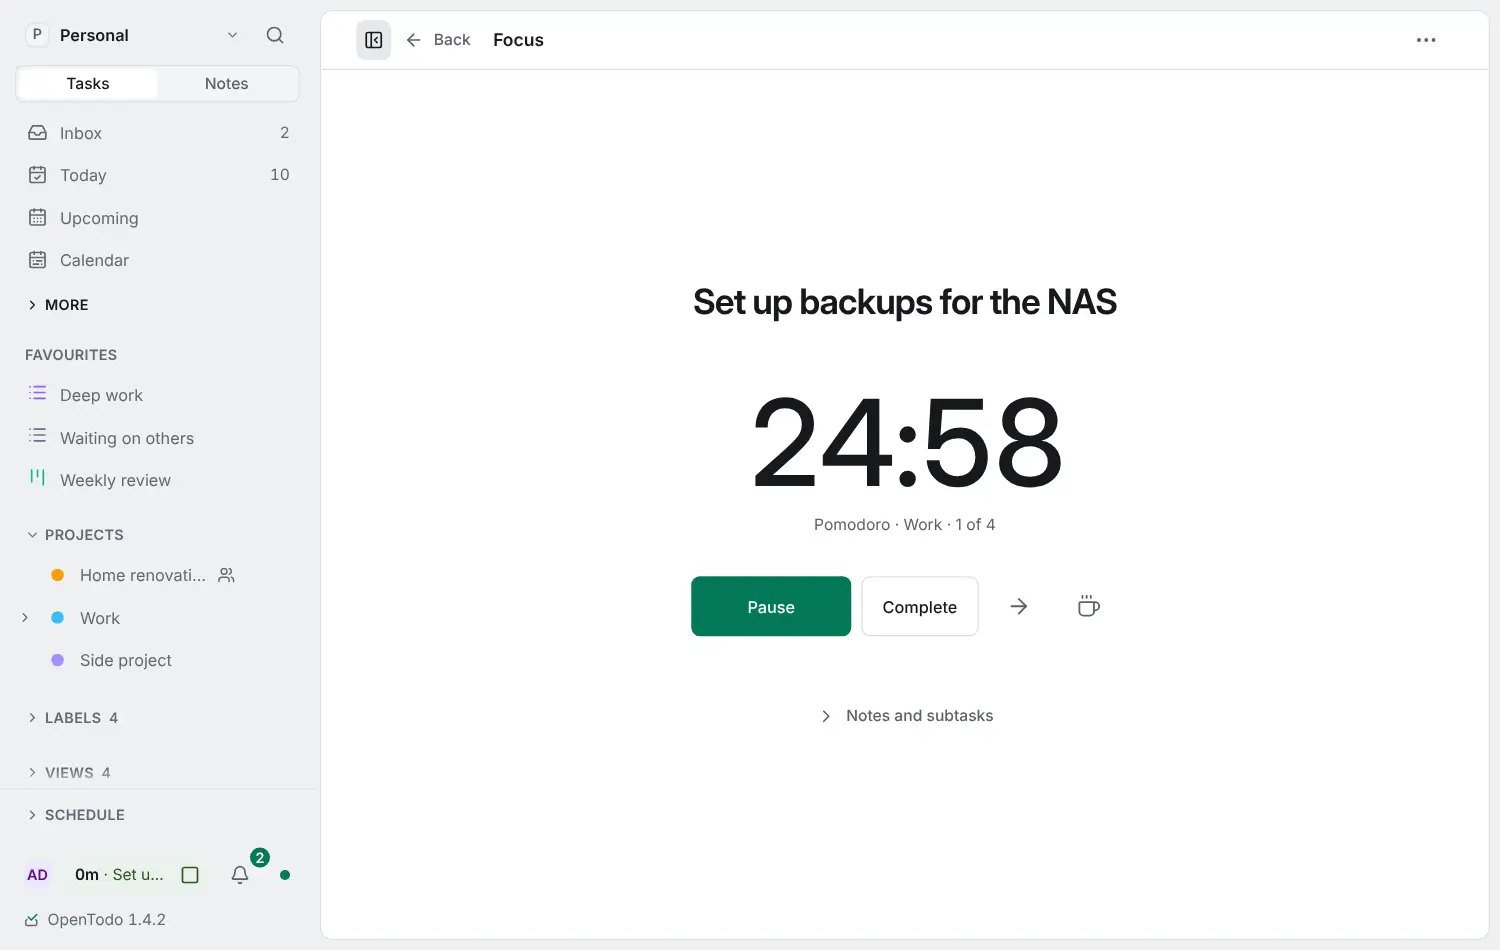 P Personal
Tasks Notes
Inbox 2
Today 10
Upcoming
Calendar
MORE
FAVOURITES
Deep work
Waiting on others
Weekly review
PROJECTS
Home renovati...
Work
Side project
LABELS 4
VIEWS 4
SCHEDULE
AD 0m · Set u... 2
OpenTodo 1.4.2
Back Focus
Set up backups for the NAS
24:58
Pomodoro · Work · 1 of 4
Pause Complete
Notes and subtasks